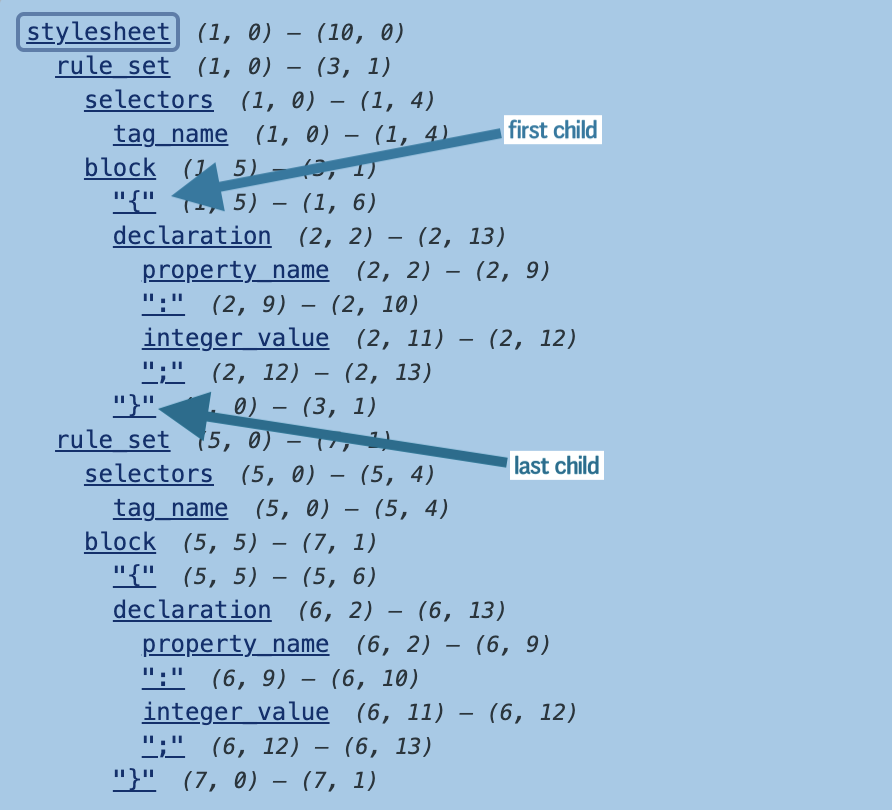 stylesheet (1, 0) – (10, 0)
rule_set (1, 0) – (3, 1)
selectors (1, 0) – (1, 4)
tag_name (1, 0) – (1, 4)
first child
block (1, 5) – (3, 1)
"{" (1, 5) – (1, 6)
declaration (2, 2) – (2, 13)
property_name (2, 2) – (2, 9)
":" (2, 9) – (2, 10)
integer_value (2, 11) – (2, 12)
";" (2, 12) – (2, 13)
"}" (3, 0) – (3, 1)
rule_set (5, 0) – (7, 1)
last child
selectors (5, 0) – (5, 4)
tag_name (5, 0) – (5, 4)
block (5, 5) – (7, 1)
"{" (5, 5) – (5, 6)
declaration (6, 2) – (6, 13)
property_name (6, 2) – (6, 9)
":" (6, 9) – (6, 10)
integer_value (6, 11) – (6, 12)
";" (6, 12) – (6, 13)
"}" (7, 0) – (7, 1)